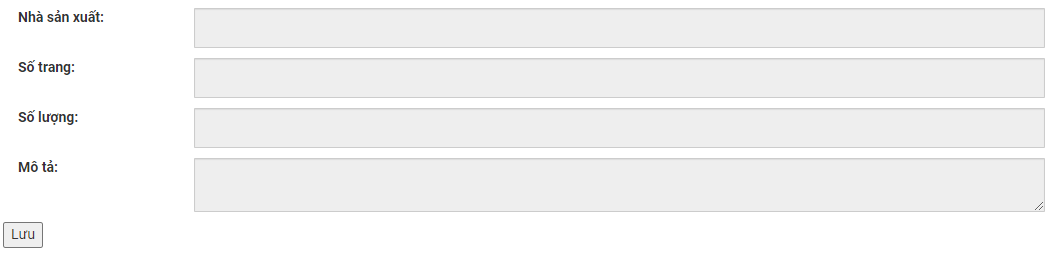 Nhà sản xuất:
Số trang:
Số lượng:
Mô tả:
Lưu